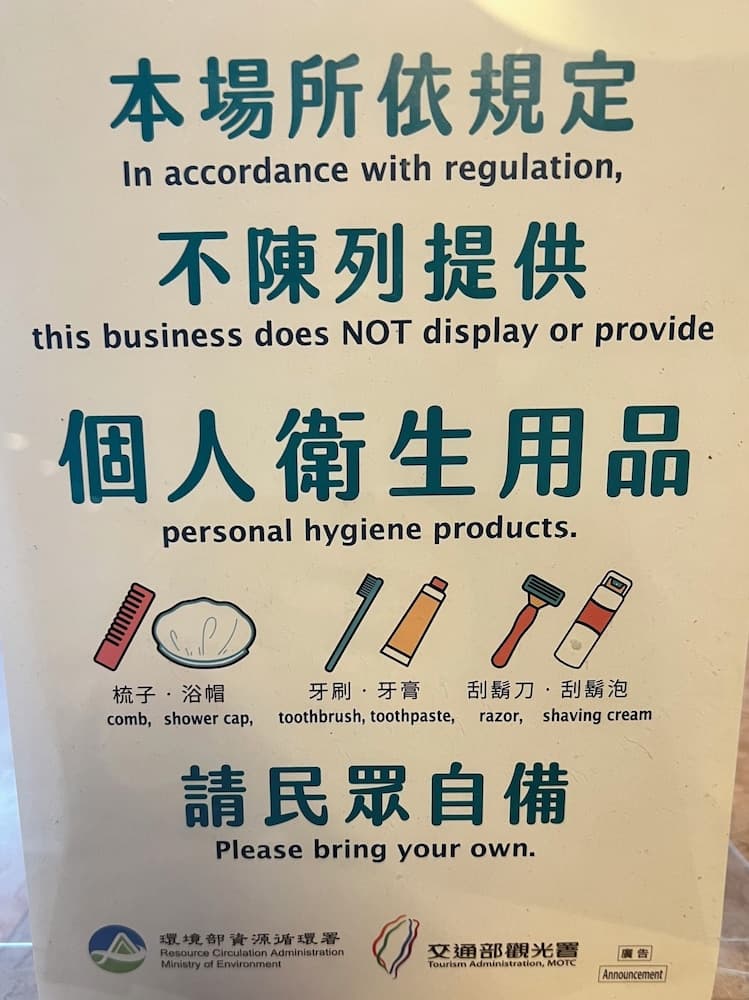 本場所依規定
In accordance with regulation,
不陳列提供
this business does NOT display or provide
個人衛生用品
personal hygiene products.
梳子・浴帽 牙刷・牙膏 刮鬍刀・刮鬍泡
comb, shower cap, toothbrush, toothpaste, razor, shaving cream
請民眾自備
Please bring your own.
環境部資源循環署
Resource Circulation Administration
Ministry of Environment
交通部觀光署
Tourism Administration, MOTC
廣告
Announcement